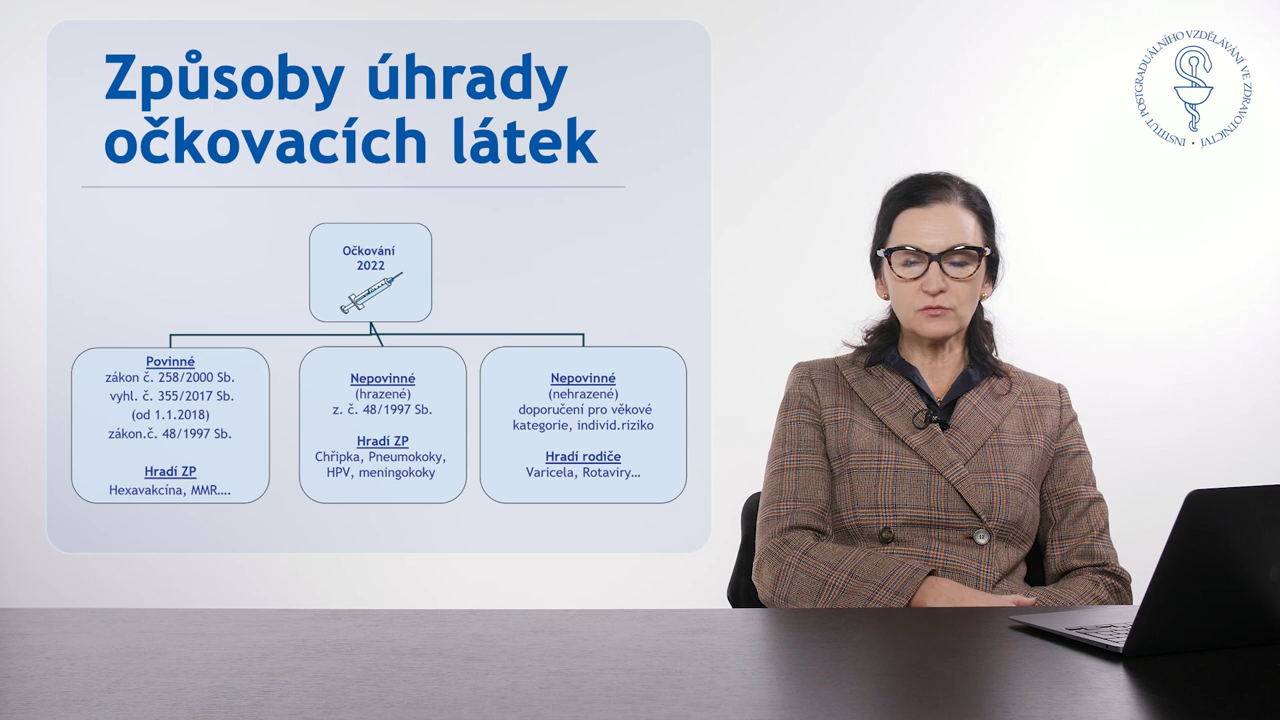 Způsoby úhrady
očkovacích látek
Očkování
2022
Povinné
zákon č. 258/2000 Sb.
vyhl. č. 355/2017 Sb.
(od 1.1.2018)
zákon.č. 48/1997 Sb.
Hradí ZP
Hexavakcína, MMR....
Nepovinné
(hrazené)
z. č. 48/1997 Sb.
Hradí ZP
Chřipka, Pneumokoky,
HPV, meningokoky
Nepovinné
(nehrazené)
doporučení pro věkové
kategorie, individ.riziko
Hradí rodiče
Varicela, Rotaviry...
INSTITUT POSTGRADUÁLNÍHO VZDĚLÁVÁNÍ VE ZDRAVOTNICTVÍ •